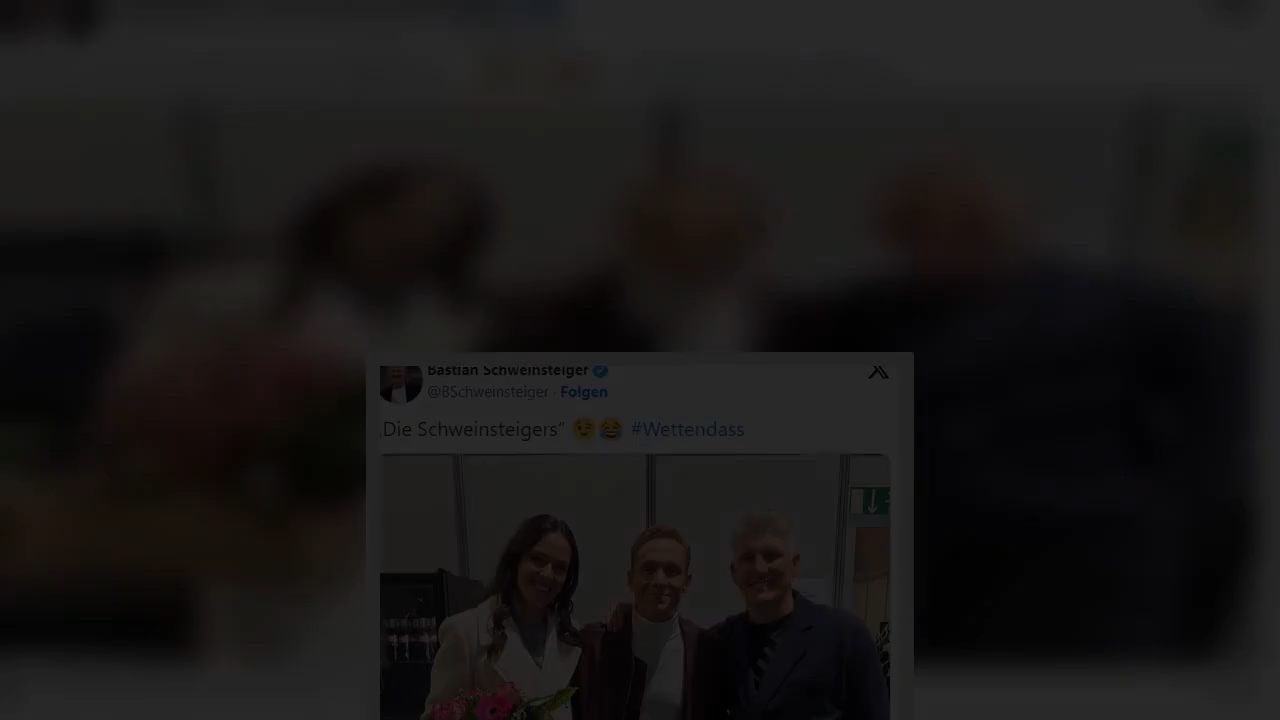 Bastian Schweinsteiger
@BSchweinsteiger · Folgen
„Die Schweinsteigers“ 😉😂 #Wettendass